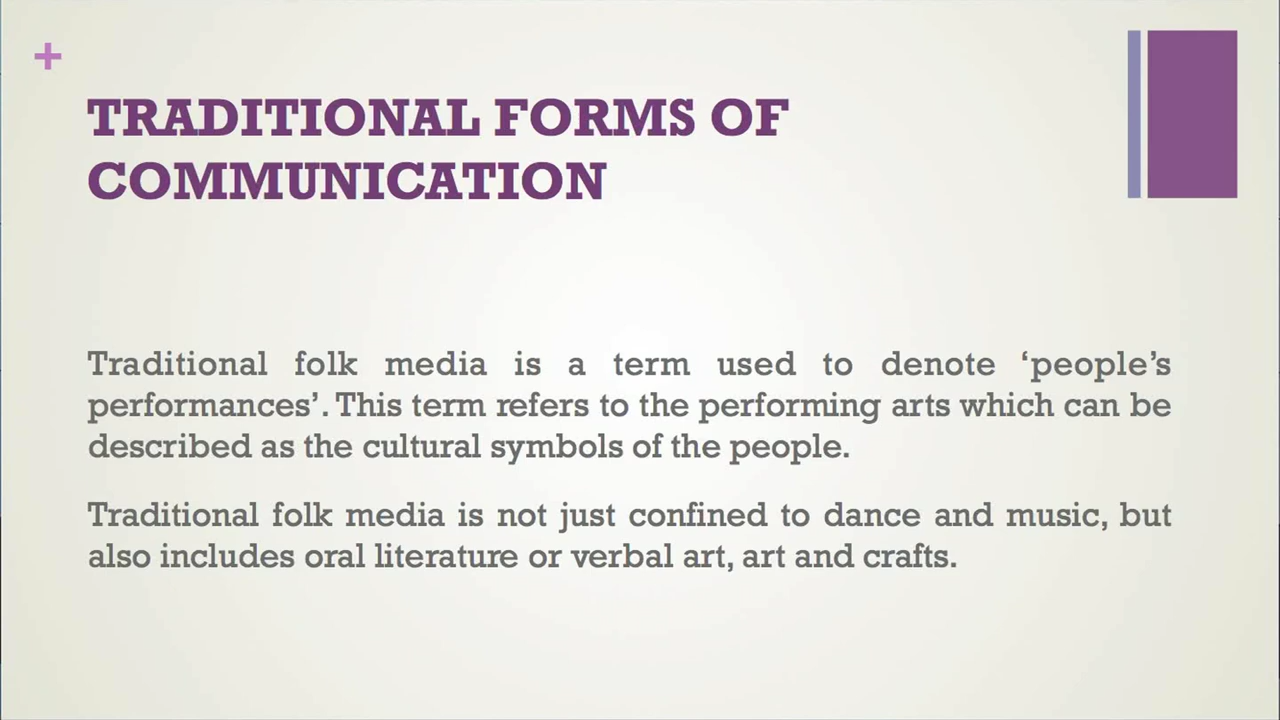 +
TRADITIONAL FORMS OF
COMMUNICATION
Traditional folk media is a term used to denote ‘people’s
performances’. This term refers to the performing arts which can be
described as the cultural symbols of the people.
Traditional folk media is not just confined to dance and music, but
also includes oral literature or verbal art, art and crafts.